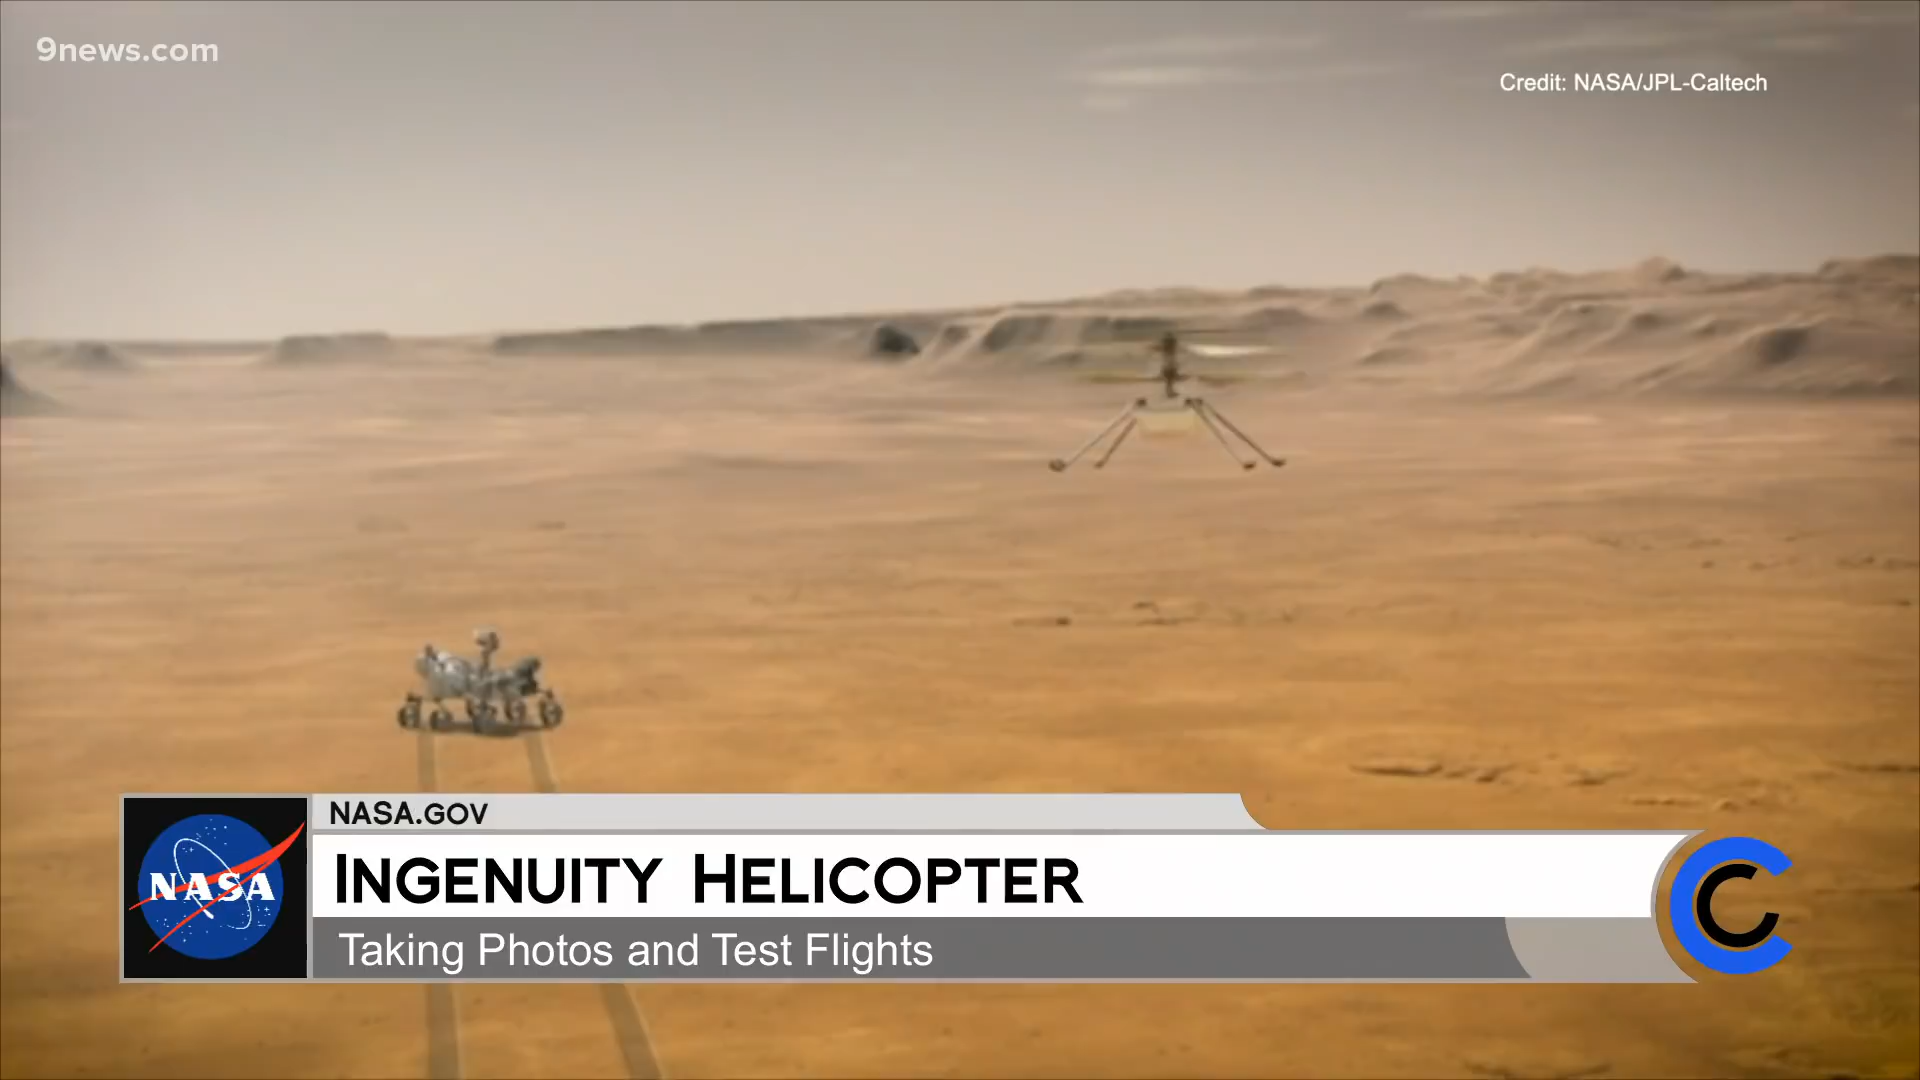 9news.com
Credit: NASA/JPL-Caltech
NASA.GOV
NASA
INGENUITY HELICOPTER
Taking Photos and Test Flights